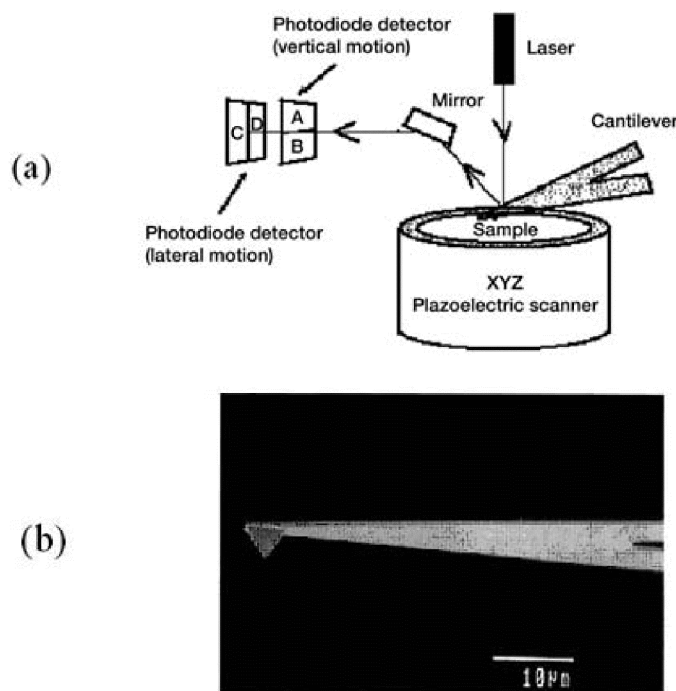 Photodiode detector
(vertical motion)
Laser
Mirror
Cantilever
A
B
C
D
(a)
Photodiode detector
(lateral motion)
Sample
XYZ
Plazoelectric scanner
(b)
10µm